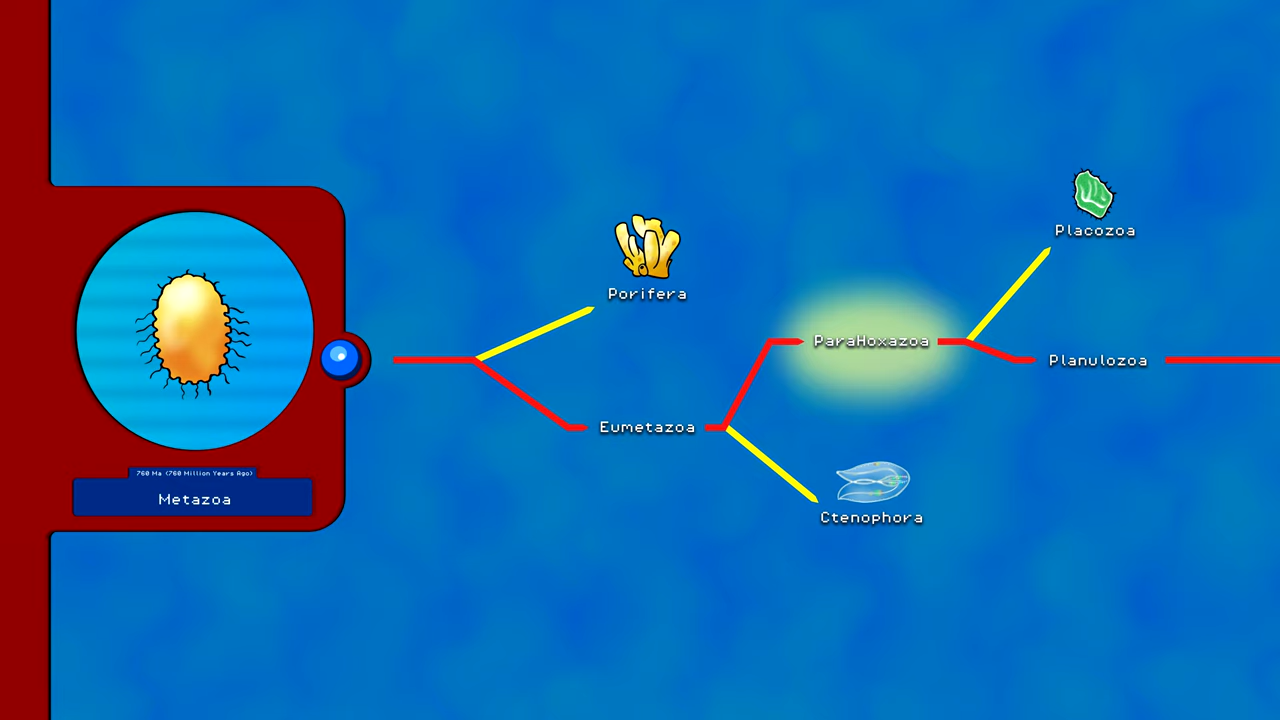 760 Ma (760 Million Years Ago)
Metazoa
Porifera
Eumetazoa
ParaHoxazoa
Ctenophora
Placozoa
Planulozoa